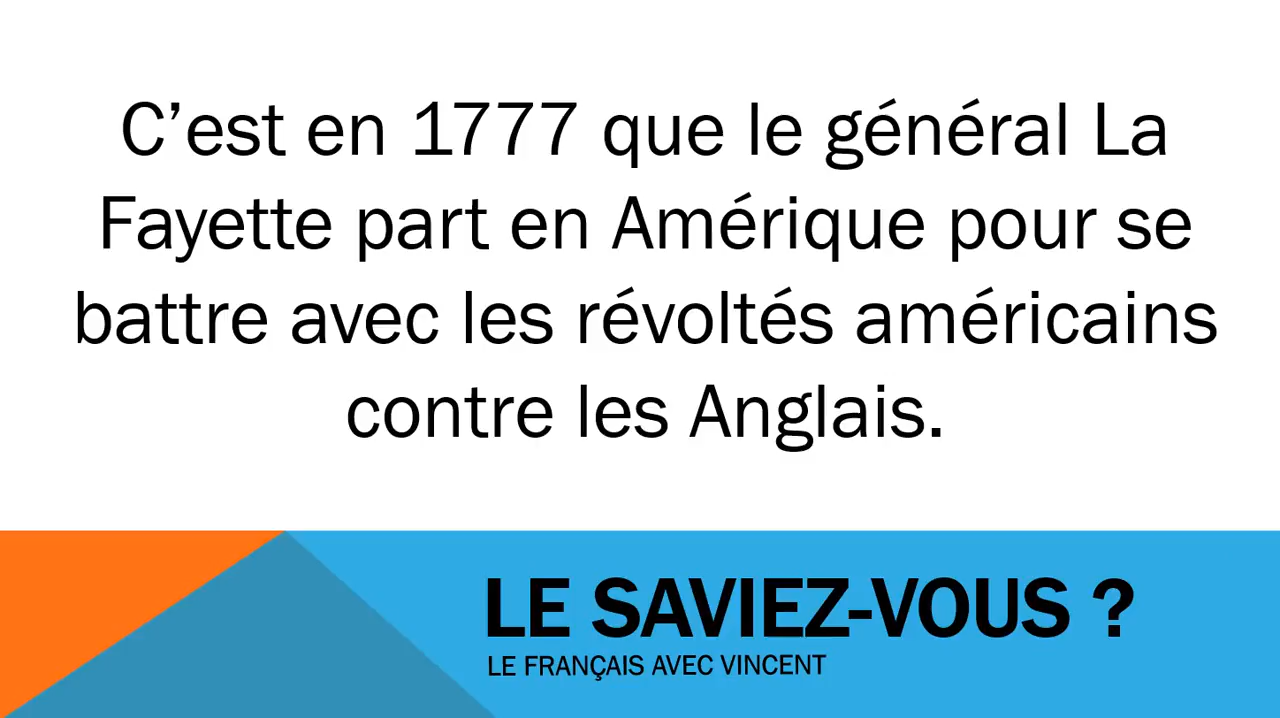 C’est en 1777 que le général La
Fayette part en Amérique pour se
battre avec les révoltés américains
contre les Anglais.
LE SAVIEZ-VOUS ?
LE FRANÇAIS AVEC VINCENT